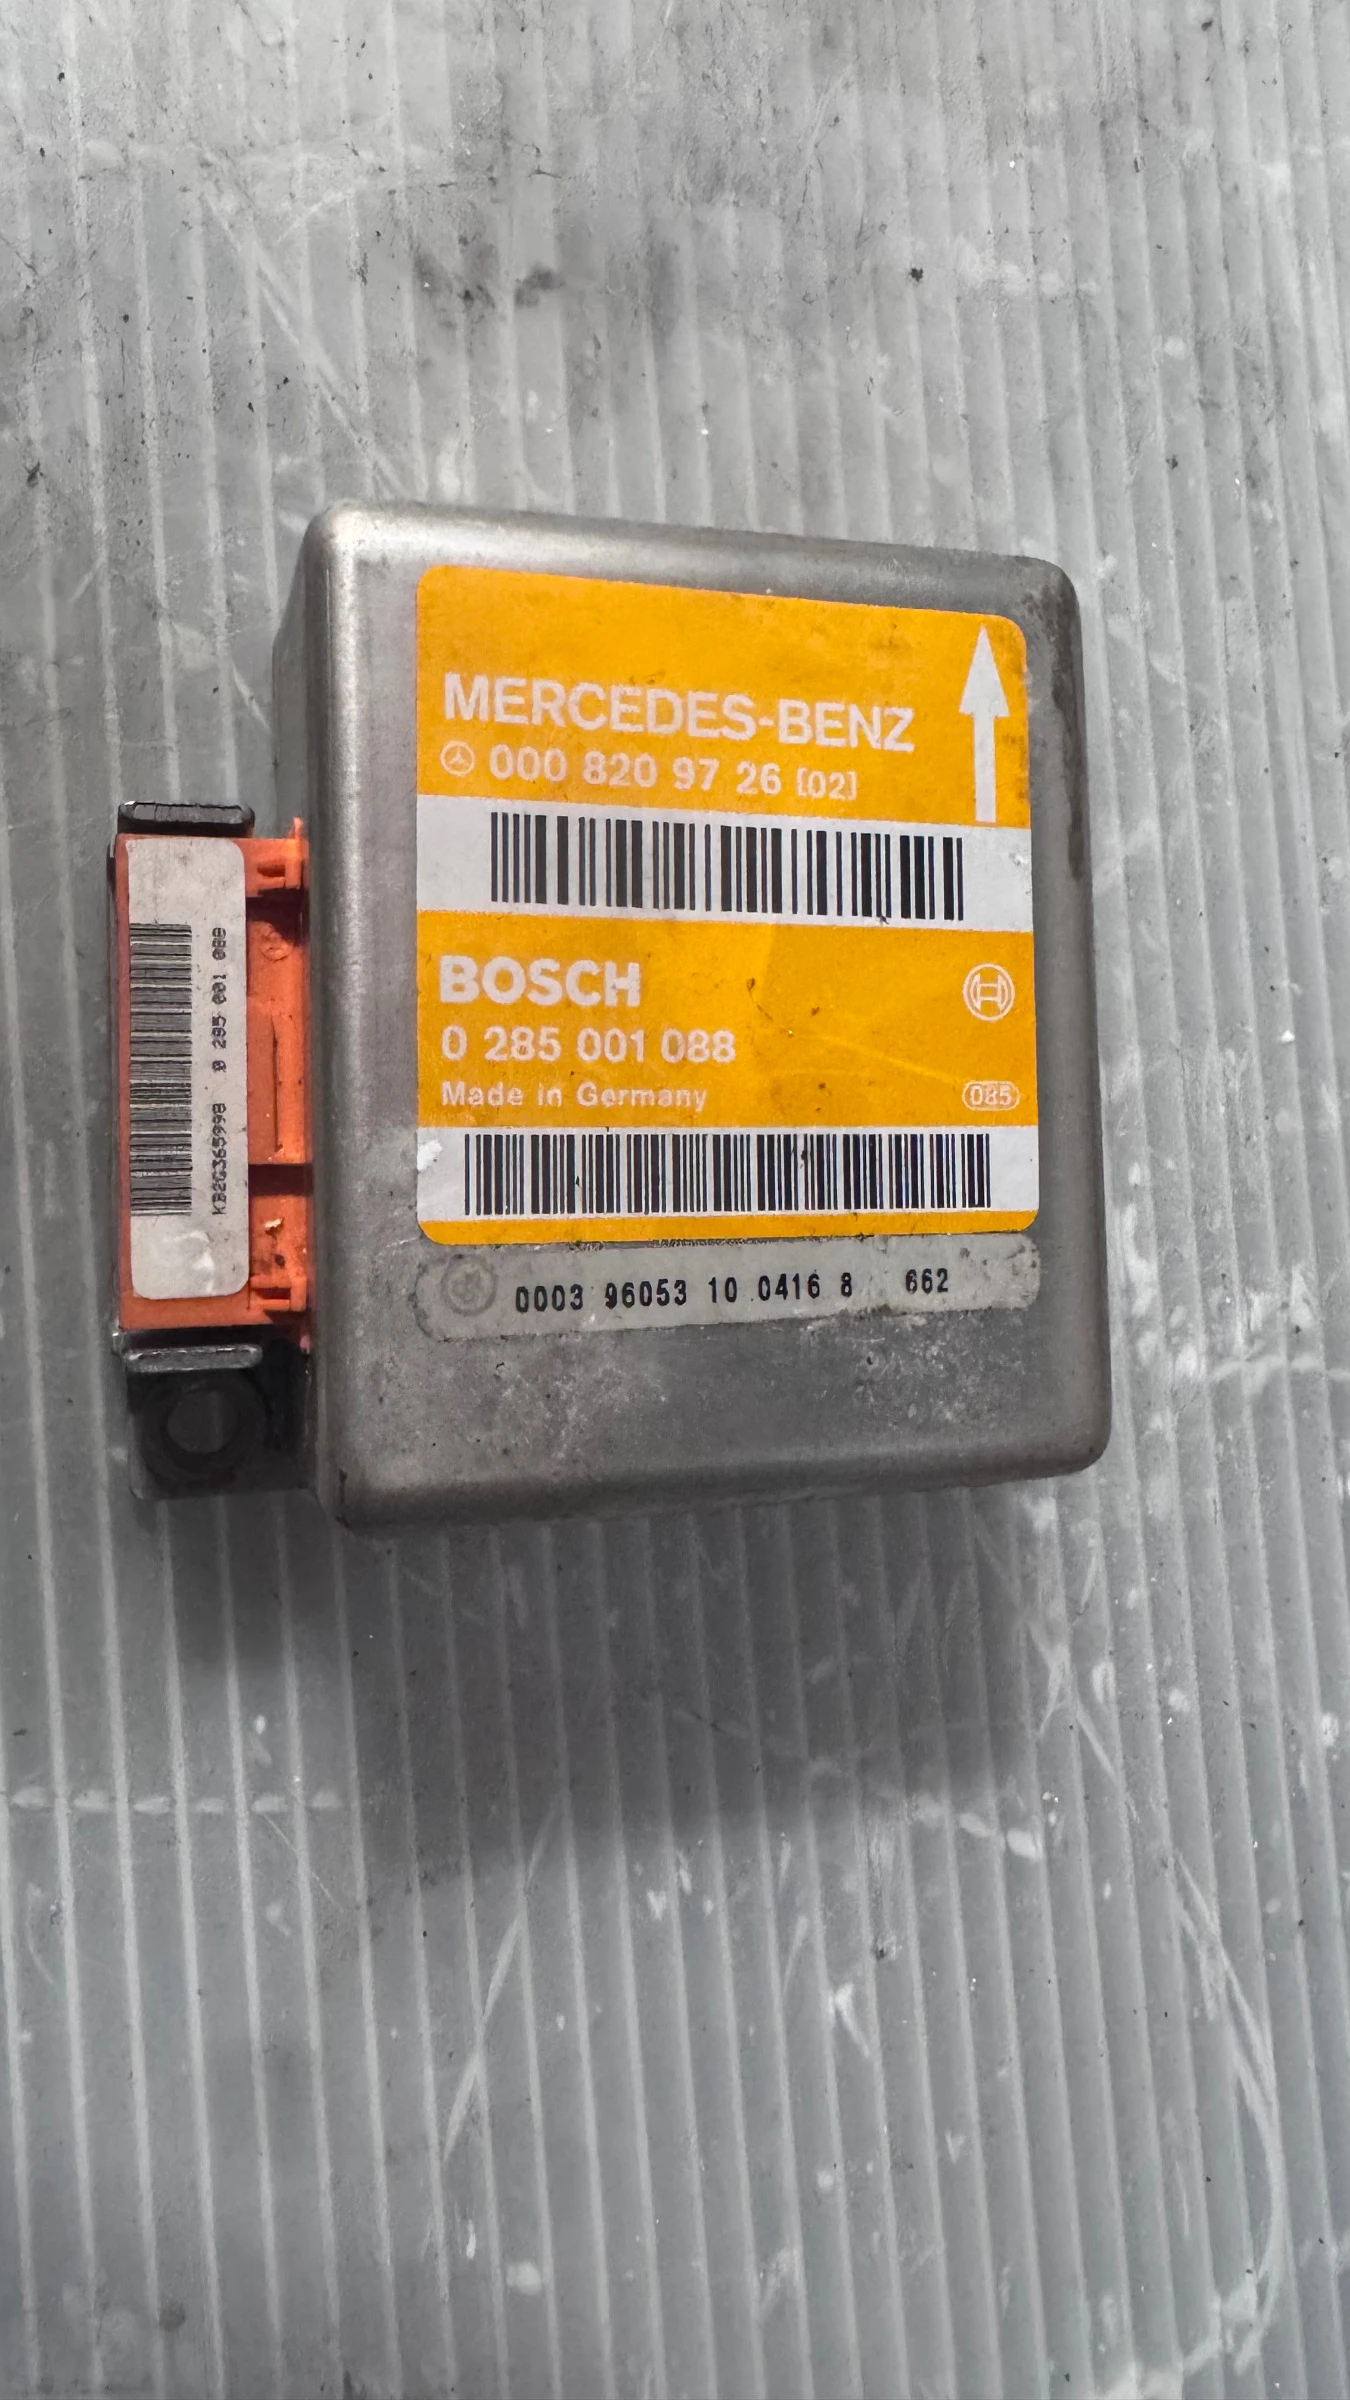 MERCEDES-BENZ
000 820 97 26 [02]
BOSCH
0 285 001 088
Made in Germany
085
0003 96053 10 0416 8 662
KB2G365998 0 285 001 088